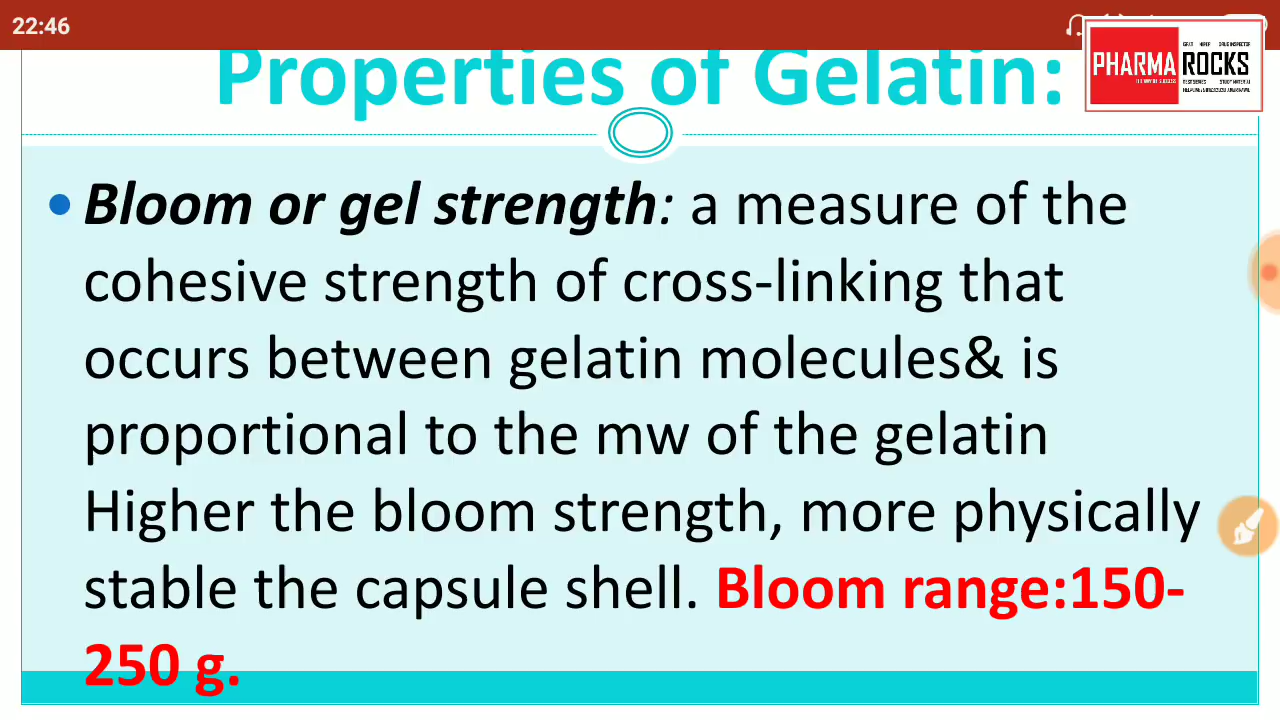 22:46
Properties of Gelatin:
PHARMA ROCKS
Bloom or gel strength: a measure of the
cohesive strength of cross-linking that
occurs between gelatin molecules& is
proportional to the mw of the gelatin
Higher the bloom strength, more physically
stable the capsule shell. Bloom range:150-
250 g.